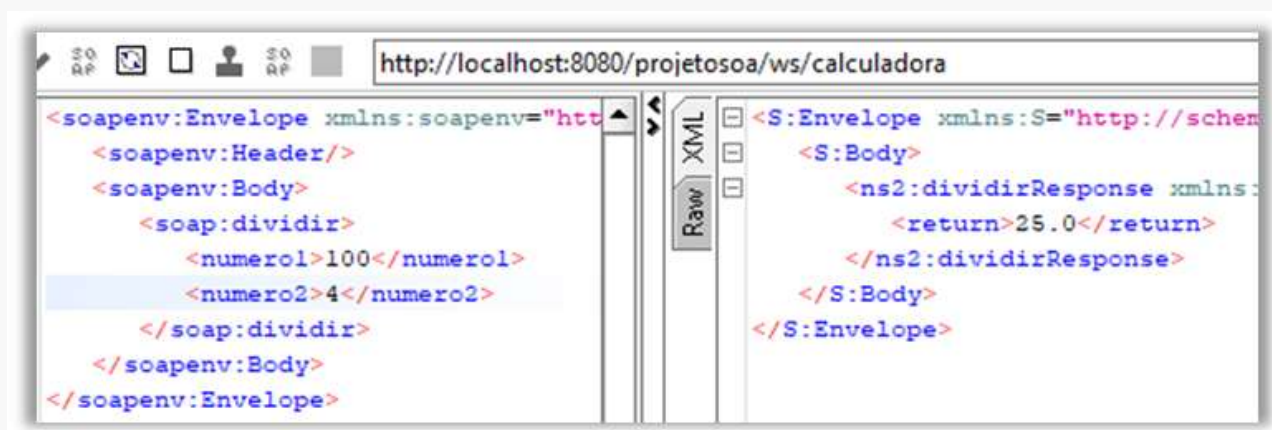 http://localhost:8080/projetosoa/ws/calculadora
<soapenv:Envelope xmlns:soapenv="htt
<soapenv:Header/>
<soapenv:Body>
<soap:dividir>
<numero1>100</numero1>
<numero2>4</numero2>
</soap:dividir>
</soapenv:Body>
</soapenv:Envelope>
XML
Raw
<S:Envelope xmlns:S="http://schem
<S:Body>
<ns2:dividirResponse xmlns:
<return>25.0</return>
</ns2:dividirResponse>
</S:Body>
</S:Envelope>